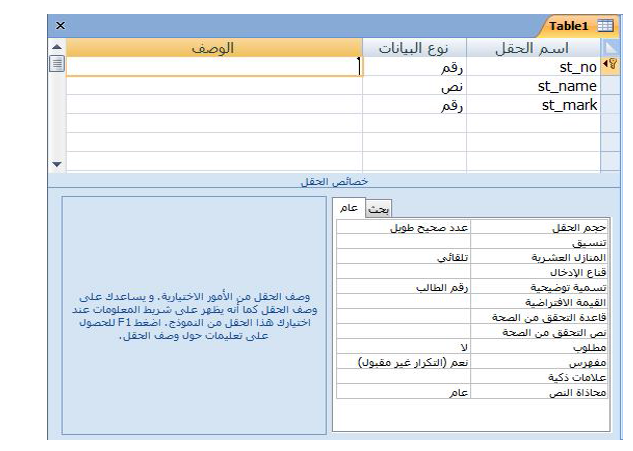 Table1
اسم الحقل نوع البيانات الوصف
st_no رقم
st_name نص
st_mark رقم
خصائص الحقل
عام بحث
حجم الحقل عدد صحيح طويل
تنسيق
المنازل العشرية تلقائي
قناع الإدخال
تسمية توضيحية رقم الطالب
القيمة الافتراضية
قاعدة التحقق من الصحة
نص التحقق من الصحة
مطلوب لا
مفهرس نعم (التكرار غير مقبول)
علامات ذكية
محاذاة النص عام
وصف الحقل من الأمور الاختيارية، و يساعدك على
وصف الحقل كما أنه يظهر على شريط المعلومات عند
اختيارك هذا الحقل من النموذج. اضغط F1 للحصول
على تعليمات حول وصف الحقل.